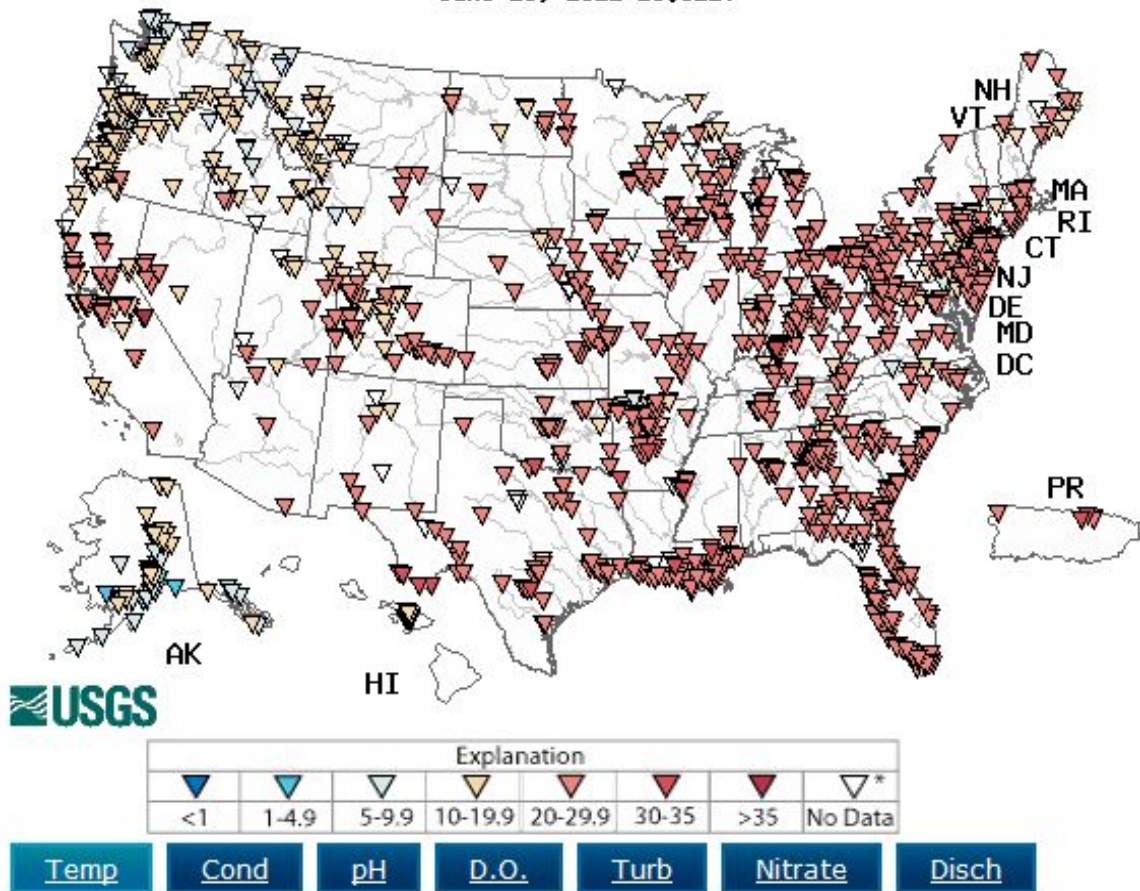 NH
VT
MA
RI
CT
NJ
DE
MD
DC
PR
AK
HI
USGS
Explanation
<1 1-4.9 5-9.9 10-19.9 20-29.9 30-35 >35 * No Data
Temp Cond pH D.O. Turb Nitrate Disch